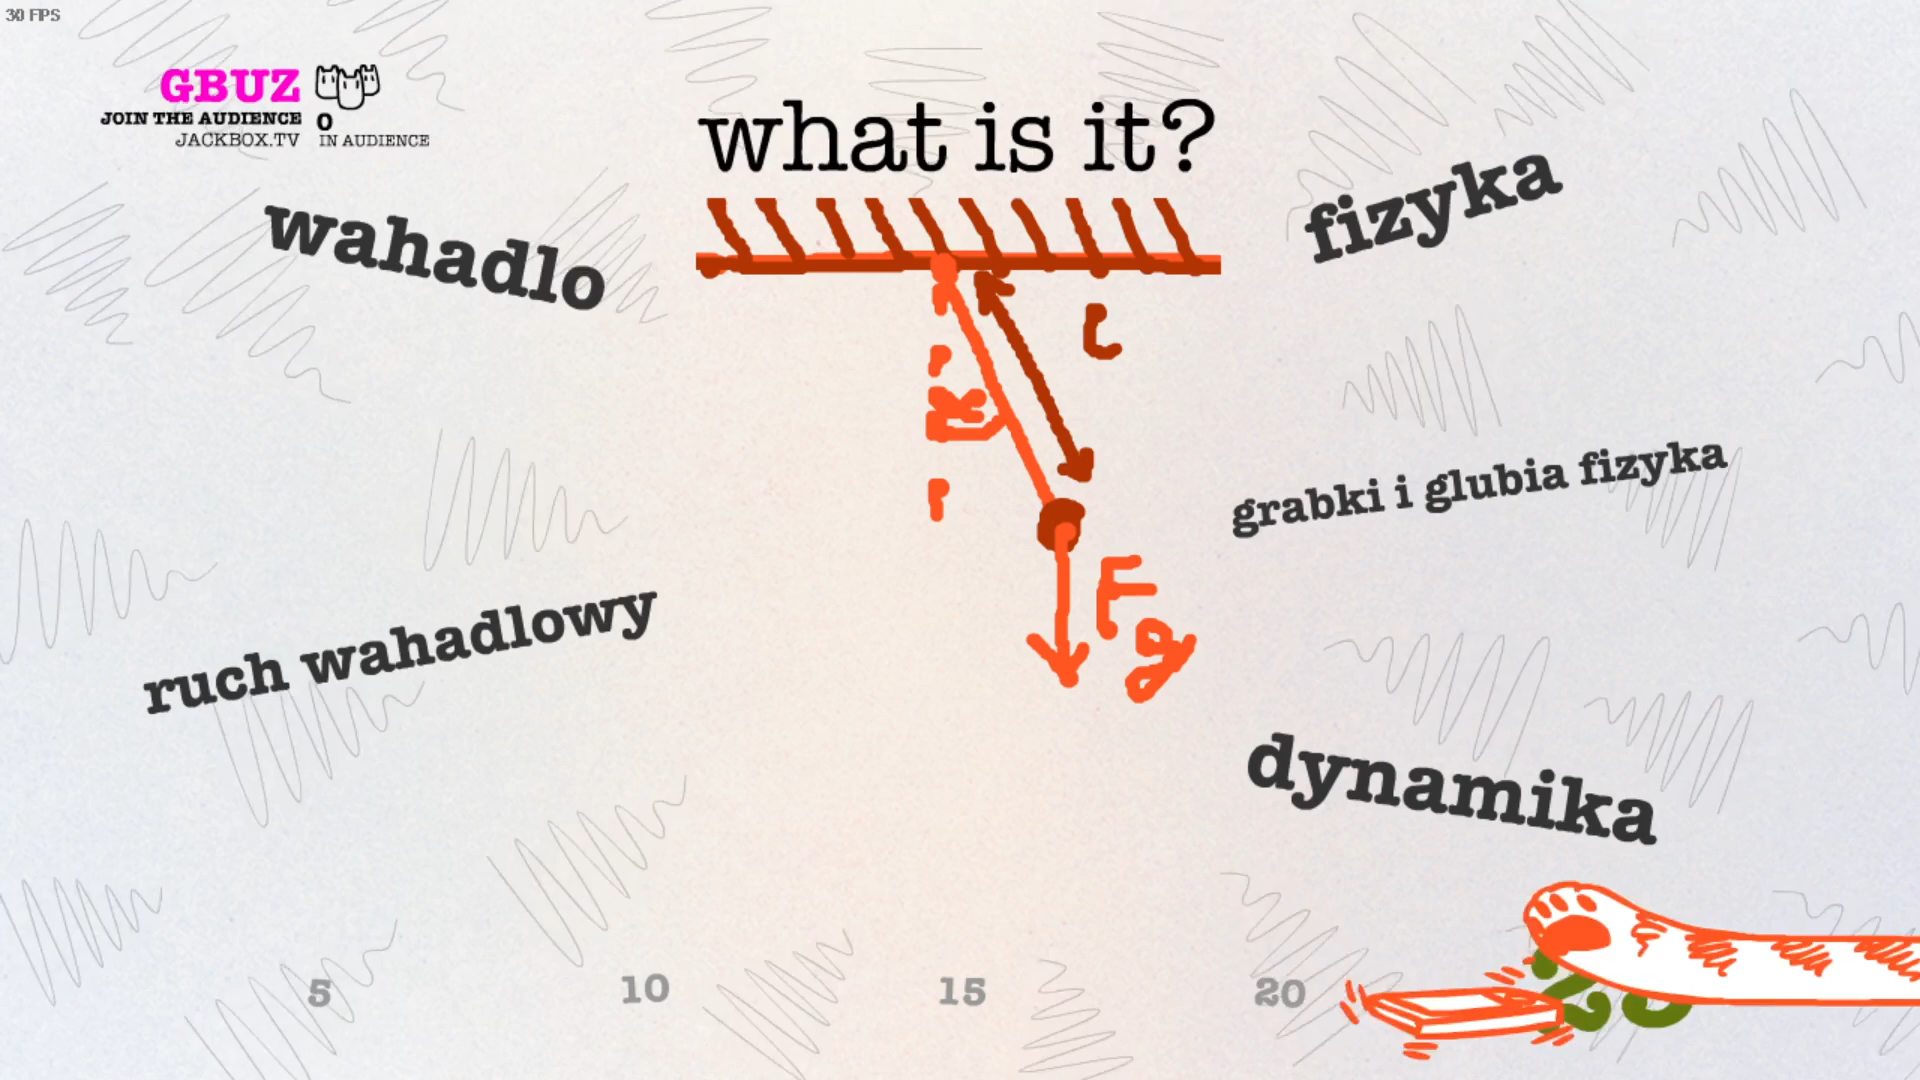 30 FPS
GBUZ
JOIN THE AUDIENCE
JACKBOX.TV
0
IN AUDIENCE
what is it?
wahadlo
fizyka
L
α
grabki i glubia fizyka
Fg
ruch wahadlowy
dynamika
5
10
15
20